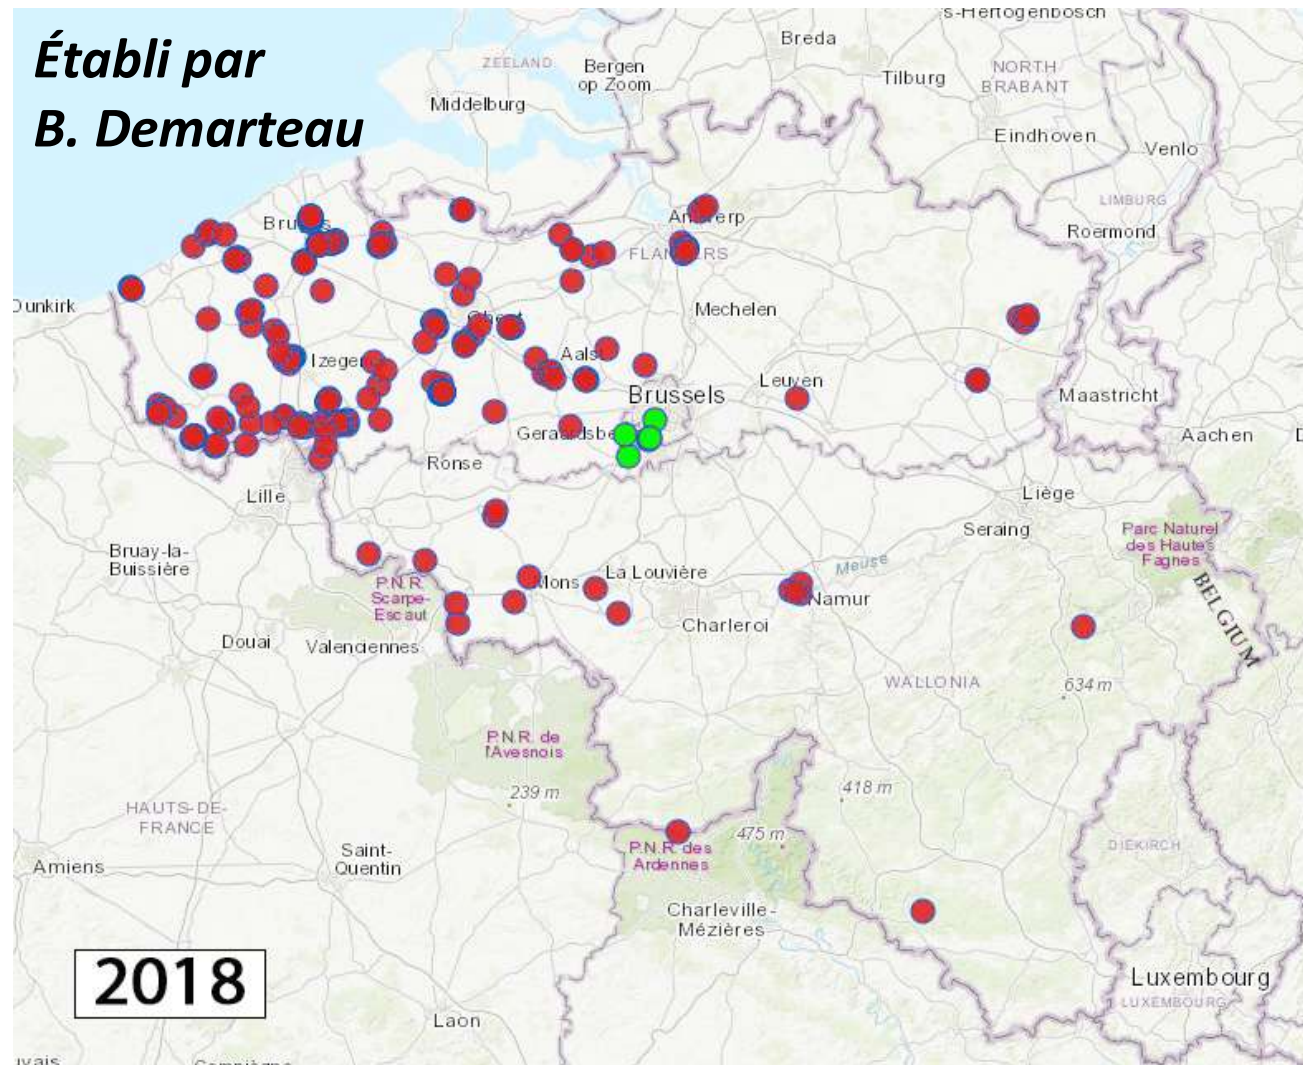 Établi par
B. Demarteau
's-Hertogenbosch
Breda
ZEELAND
Bergen
op Zoom
Tilburg
NORTH
BRABANT
Middelburg
Eindhoven
Venlo
LIMBURG
Antwerp
Roermond
FLANDERS
Dunkirk
Mechelen
Ghent
Izegem
Aalst
Leuven
Brussels
Maastricht
Aachen
Ronse
Lille
Liège
Seraing
Parc Naturel
des Hautes
Fagnes
Bruay-la-
Buissière
Meuse
BELGIUM
Mons
La Louvière
P.N.R.
Scarpe-
Escaut
Namur
Charleroi
Douai
Valenciennes
WALLONIA
634 m
P.N.R. de
l'Avesnois
239 m
418 m
HAUTS-DE-
FRANCE
475 m
P.N.R. des
Ardennes
DIEKIRCH
Saint-
Quentin
Amiens
Charleville-
Mézières
2018
Luxembourg
LUXEMBOURG
Laon